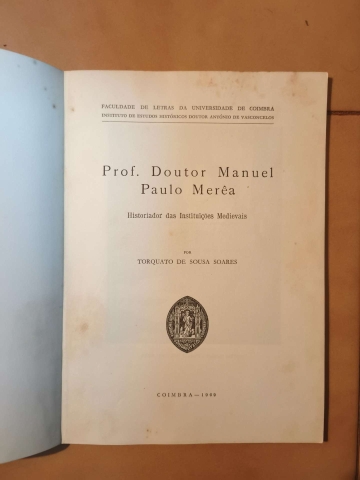 FACULDADE DE LETRAS DA UNIVERSIDADE DE COIMBRA
INSTITUTO DE ESTUDOS HISTÓRICOS DOUTOR ANTÓNIO DE VASCONCELOS
Prof. Doutor Manuel
Paulo Merêa
Historiador das Instituições Medievais
POR
TORQUATO DE SOUSA SOARES
COIMBRA —